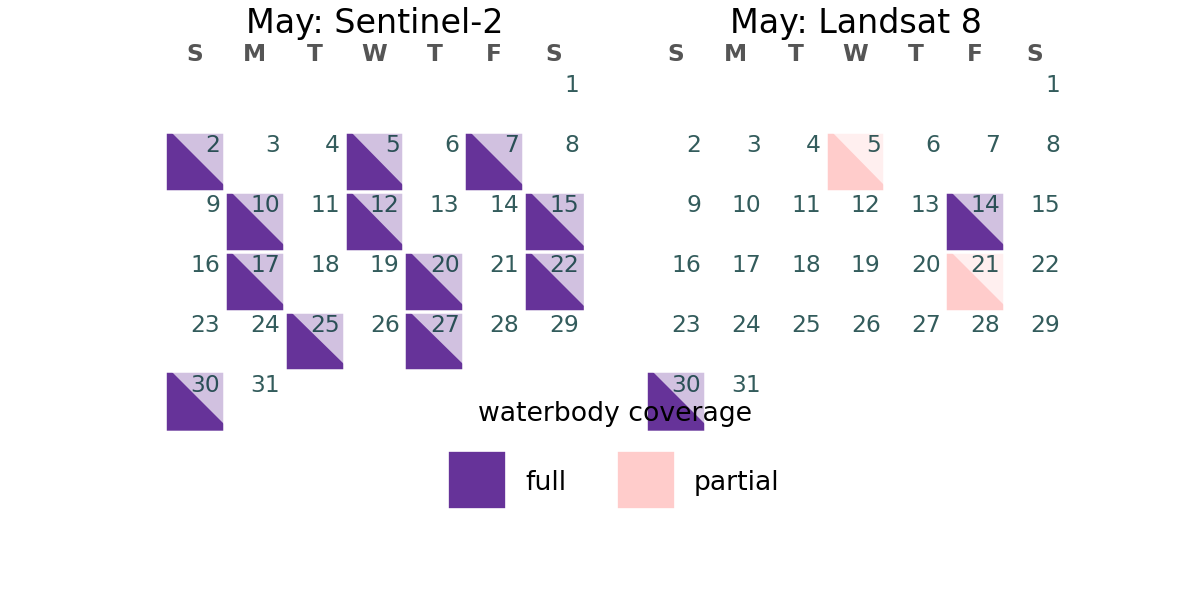 May: Sentinel-2
S M T W T F S
1
2 3 4 5 6 7 8
9 10 11 12 13 14 15
16 17 18 19 20 21 22
23 24 25 26 27 28 29
30 31
May: Landsat 8
S M T W T F S
1
2 3 4 5 6 7 8
9 10 11 12 13 14 15
16 17 18 19 20 21 22
23 24 25 26 27 28 29
30 31
waterbody coverage
full
partial